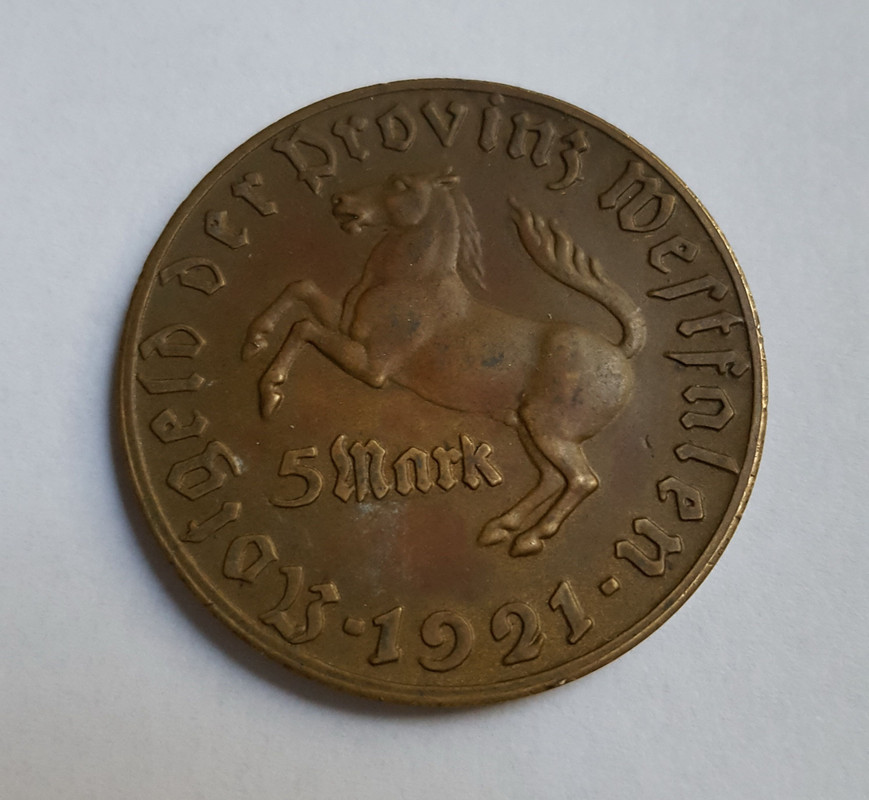 Notgeld der Provinz Westfalen · 1921 ·
5 Mark